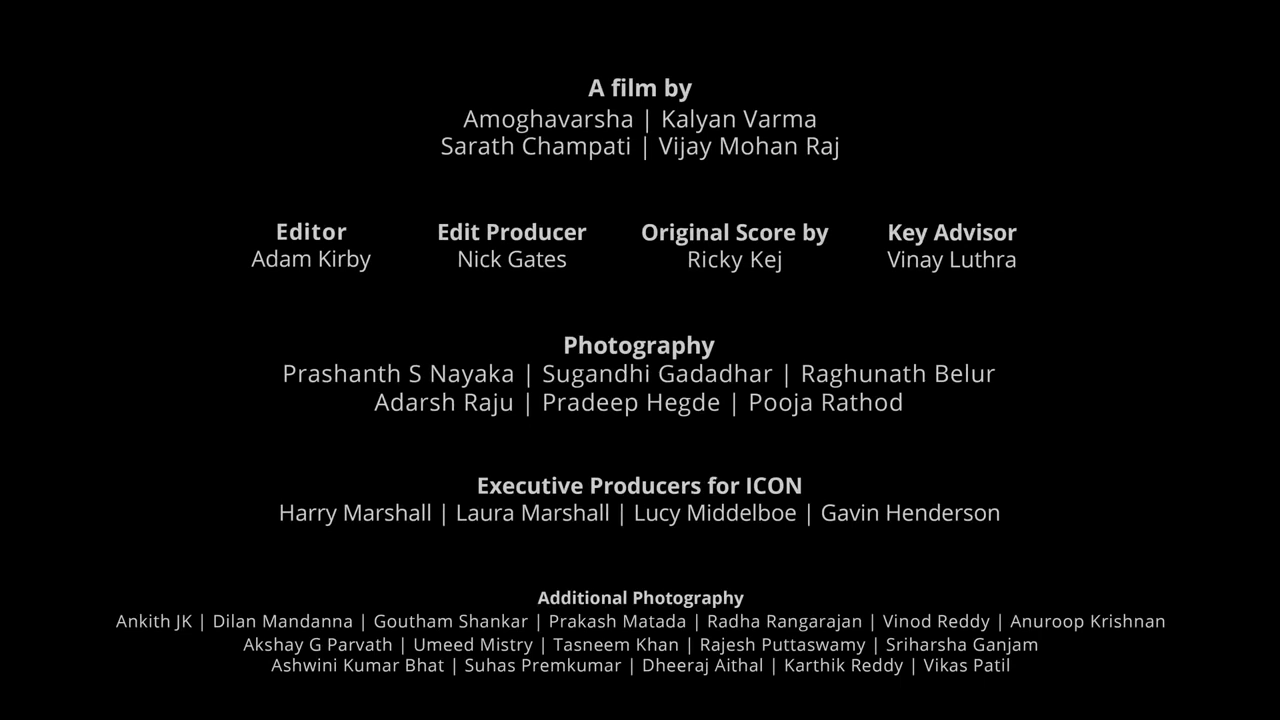 A film by
Amoghavarsha | Kalyan Varma
Sarath Champati | Vijay Mohan Raj
Editor
Adam Kirby
Edit Producer
Nick Gates
Original Score by
Ricky Kej
Key Advisor
Vinay Luthra
Photography
Prashanth S Nayaka | Sugandhi Gadadhar | Raghunath Belur
Adarsh Raju | Pradeep Hegde | Pooja Rathod
Executive Producers for ICON
Harry Marshall | Laura Marshall | Lucy Middelboe | Gavin Henderson
Additional Photography
Ankith JK | Dilan Mandanna | Goutham Shankar | Prakash Matada | Radha Rangarajan | Vinod Reddy | Anuroop Krishnan
Akshay G Parvath | Umeed Mistry | Tasneem Khan | Rajesh Puttaswamy | Sriharsha Ganjam
Ashwini Kumar Bhat | Suhas Premkumar | Dheeraj Aithal | Karthik Reddy | Vikas Patil